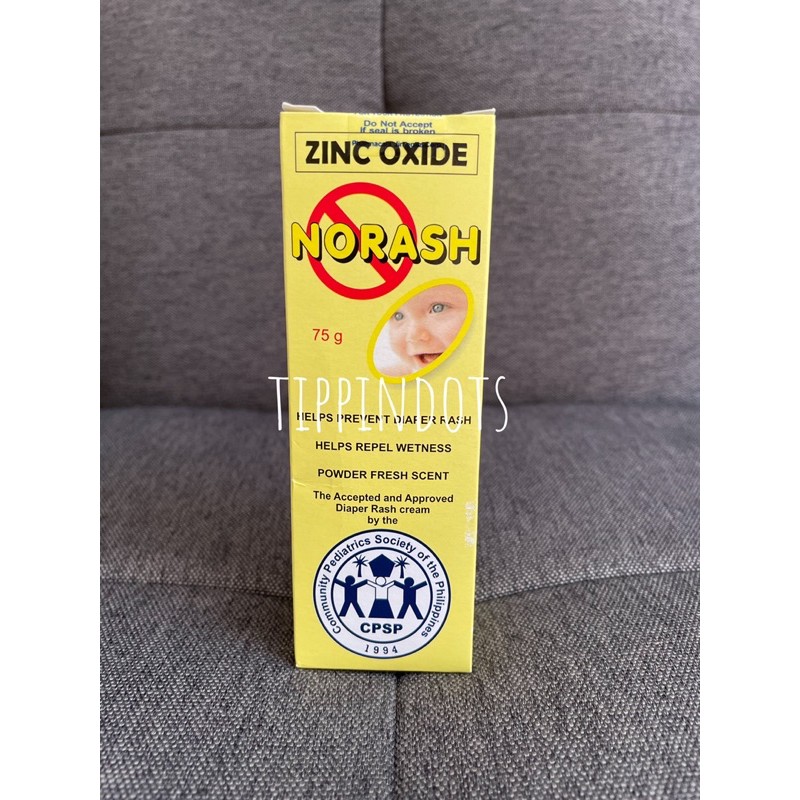 Do Not Accept
if seal is broken
ZINC OXIDE
NORASH
75 g
TIPPINDOTS
HELPS PREVENT DIAPER RASH
HELPS REPEL WETNESS
POWDER FRESH SCENT
The Accepted and Approved
Diaper Rash cream
by the
Community Pediatrics Society of the Philippines
CPSP
1994